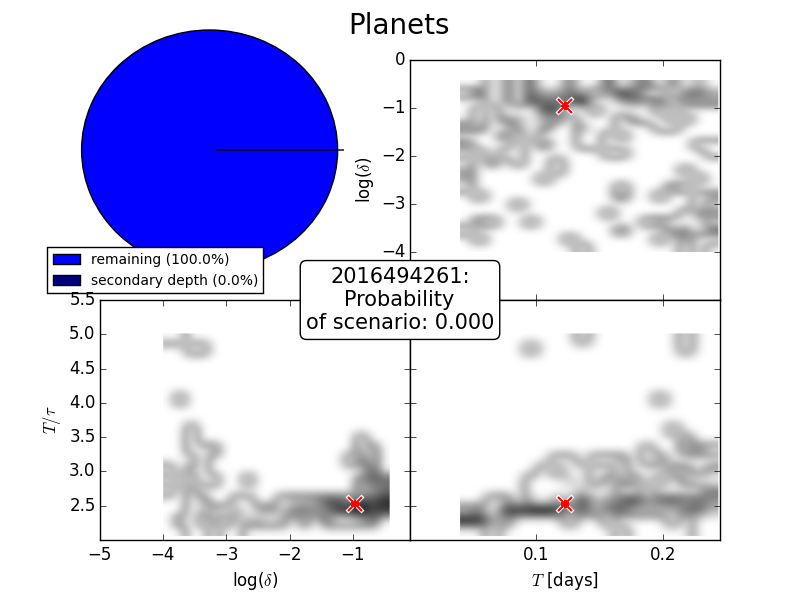 Planets
remaining (100.0%)
secondary depth (0.0%)
0
−1
−2
−3
−4
log(δ)
2016494261:
Probability
of scenario: 0.000
5.5
5.0
4.5
4.0
3.5
3.0
2.5
T/τ
−5 −4 −3 −2 −1
log(δ)
0.1 0.2
T [days]